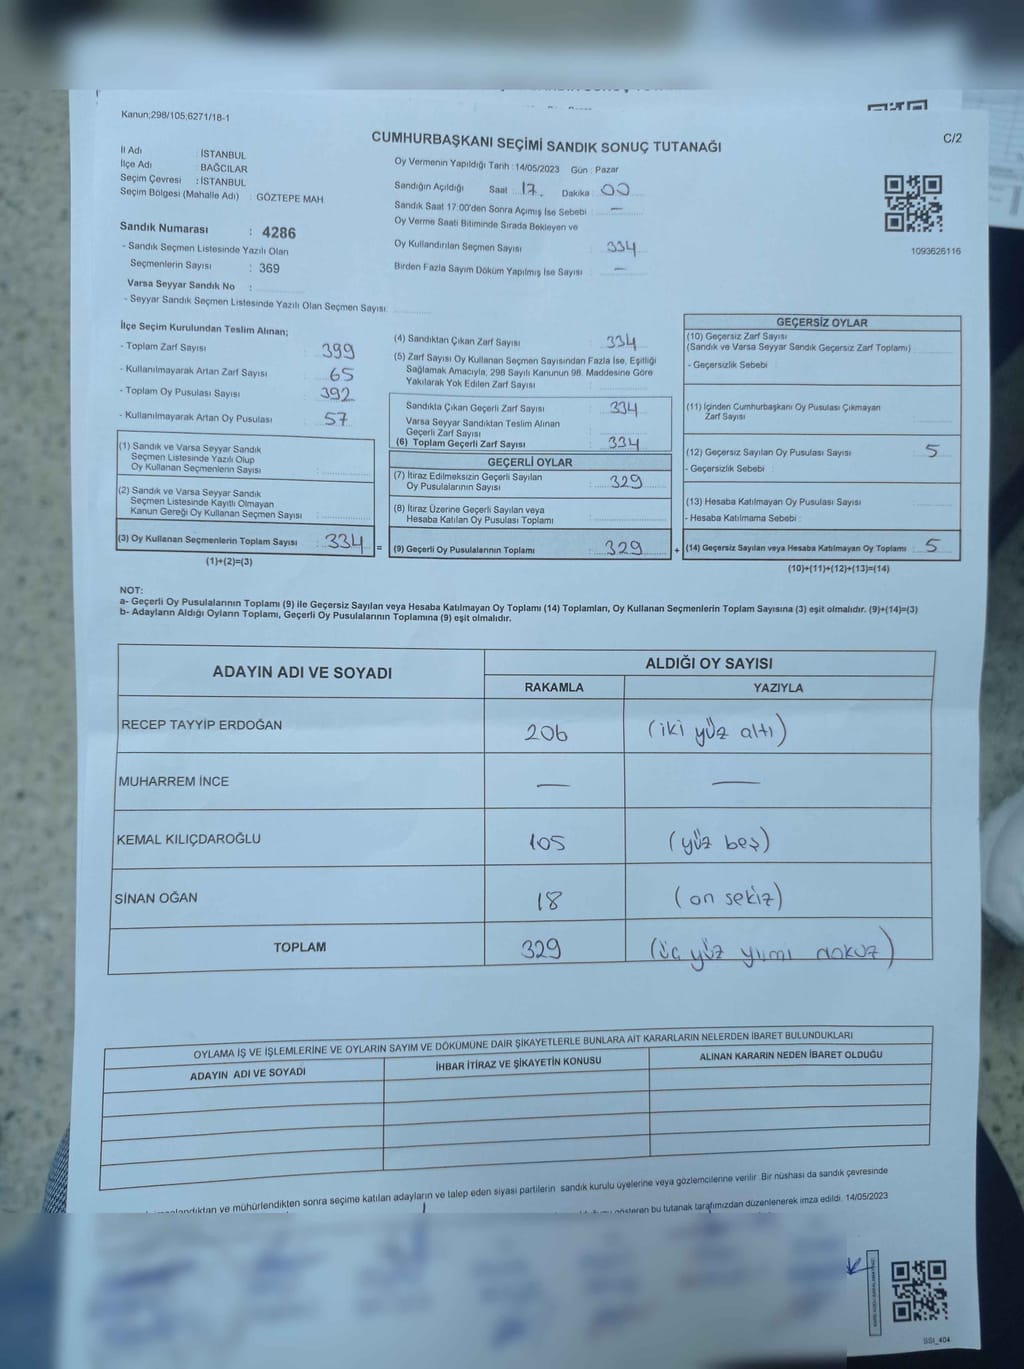 Kanun;298/105;6271/18-1
C/2
CUMHURBAŞKANI SEÇİMİ SANDIK SONUÇ TUTANAĞI
İl Adı : İSTANBUL
İlçe Adı : BAĞCILAR
Seçim Çevresi : İSTANBUL
Seçim Bölgesi (Mahalle Adı) : GÖZTEPE MAH
Oy Vermenin Yapıldığı Tarih : 14/05/2023 Gün : Pazar
Sandığın Açıldığı Saat : 17. Dakika : 00
Sandık Saat 17:00'den Sonra Açımış İse Sebebi : —
Oy Verme Saati Bitiminde Sırada Bekleyen ve
Oy Kullandırılan Seçmen Sayısı : 334
Birden Fazla Sayım Döküm Yapılmış İse Sayısı : —
1093626116
Sandık Numarası : 4286
- Sandık Seçmen Listesinde Yazılı Olan
Seçmenlerin Sayısı : 369
Varsa Seyyar Sandık No :
- Seyyar Sandık Seçmen Listesinde Yazılı Olan Seçmen Sayısı:
İlçe Seçim Kurulundan Teslim Alınan;
- Toplam Zarf Sayısı 399
- Kullanılmayarak Artan Zarf Sayısı 65
- Toplam Oy Pusulası Sayısı 392
- Kullanılmayarak Artan Oy Pusulası 57
(1) Sandık ve Varsa Seyyar Sandık
Seçmen Listesinde Yazılı Olup
Oy Kullanan Seçmenlerin Sayısı
(2) Sandık ve Varsa Seyyar Sandık
Seçmen Listesinde Kayıtlı Olmayan
Kanun Gereği Oy Kullanan Seçmen Sayısı
(3) Oy Kullanan Seçmenlerin Toplam Sayısı : 334 =
(1)+(2)=(3)
(4) Sandıktan Çıkan Zarf Sayısı 334
(5) Zarf Sayısı Oy Kullanan Seçmen Sayısından Fazla İse, Eşitliği
Sağlamak Amacıyla, 298 Sayılı Kanunun 98. Maddesine Göre
Yakılarak Yok Edilen Zarf Sayısı
Sandıkta Çıkan Geçerli Zarf Sayısı : 334
Varsa Seyyar Sandıktan Teslim Alınan
Geçerli Zarf Sayısı
(6) Toplam Geçerli Zarf Sayısı : 334
GEÇERLİ OYLAR
(7) İtiraz Edilmeksizin Geçerli Sayılan
Oy Pusulalarının Sayısı : 329
(8) İtiraz Üzerine Geçerli Sayılan veya
Hesaba Katılan Oy Pusulası Toplamı
(9) Geçerli Oy Pusulalarının Toplamı : 329 +
GEÇERSİZ OYLAR
(10) Geçersiz Zarf Sayısı
(Sandık ve Varsa Seyyar Sandık Geçersiz Zarf Toplamı)
- Geçersizlik Sebebi
(11) İçinden Cumhurbaşkanı Oy Pusulası Çıkmayan
Zarf Sayısı
(12) Geçersiz Sayılan Oy Pusulası Sayısı : 5
- Geçersizlik Sebebi
(13) Hesaba Katılmayan Oy Pusulası Sayısı
- Hesaba Katılmama Sebebi :
(14) Geçersiz Sayılan veya Hesaba Katılmayan Oy Toplamı : 5
(10)+(11)+(12)+(13)=(14)
NOT:
a- Geçerli Oy Pusulalarının Toplamı (9) ile Geçersiz Sayılan veya Hesaba Katılmayan Oy Toplamı (14) Toplamları, Oy Kullanan Seçmenlerin Toplam Sayısına (3) eşit olmalıdır. (9)+(14)=(3)
b- Adayların Aldığı Oyların Toplamı, Geçerli Oy Pusulalarının Toplamına (9) eşit olmalıdır.
ADAYIN ADI VE SOYADI
ALDIĞI OY SAYISI
RAKAMLA YAZIYLA
RECEP TAYYİP ERDOĞAN 206 (iki yüz altı)
MUHARREM İNCE — —
KEMAL KILIÇDAROĞLU 105 (yüz beş)
SİNAN OĞAN 18 (on sekiz)
TOPLAM 329 (üç yüz yirmi dokuz)
OYLAMA İŞ VE İŞLEMLERİNE VE OYLARIN SAYIM VE DÖKÜMÜNE DAİR ŞİKAYETLERLE BUNLARA AİT KARARLARIN NELERDEN İBARET BULUNDUKLARI
ADAYIN ADI VE SOYADI İHBAR İTİRAZ VE ŞİKAYETİN KONUSU ALINAN KARARIN NEDEN İBARET OLDUĞU
ve mühürlendikten sonra seçime katılan adayların ve talep eden siyasi partilerin sandık kurulu üyelerine veya gözlemcilerine verilir. Bir nüshası da sandık çevresinde
gösteren bu tutanak tarafımızdan düzenlenerek imza edildi. 14/05/2023
SSI_404